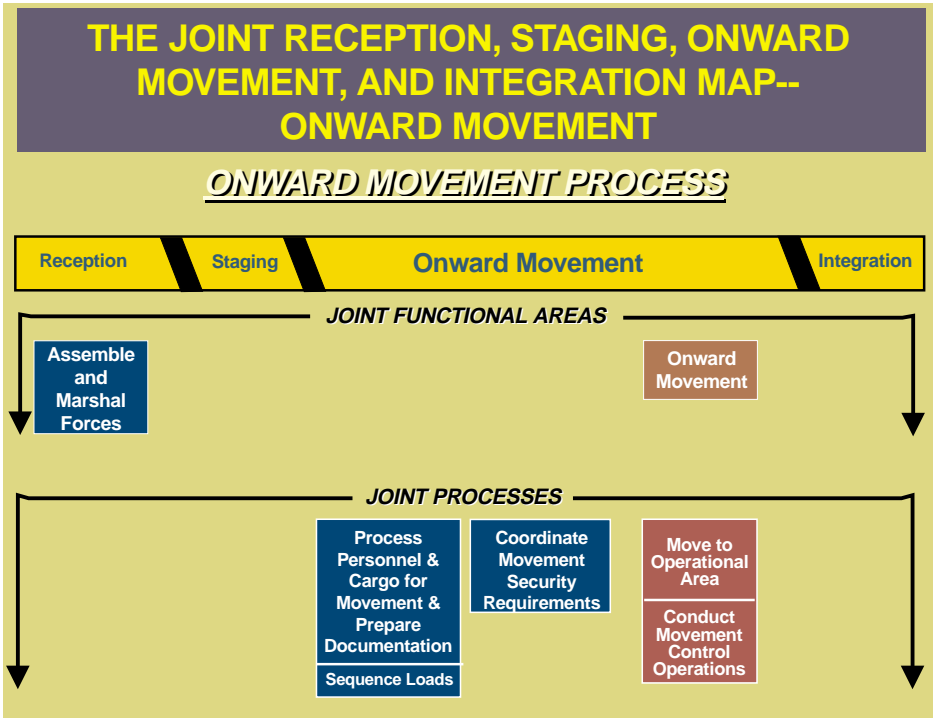 THE JOINT RECEPTION, STAGING, ONWARD
MOVEMENT, AND INTEGRATION MAP--
ONWARD MOVEMENT
ONWARD MOVEMENT PROCESS
Reception
Staging
Onward Movement
Integration
JOINT FUNCTIONAL AREAS
Assemble
and
Marshal
Forces
Onward
Movement
JOINT PROCESSES
Process
Personnel &
Cargo for
Movement &
Prepare
Documentation
Sequence Loads
Coordinate
Movement
Security
Requirements
Move to
Operational
Area
Conduct
Movement
Control
Operations